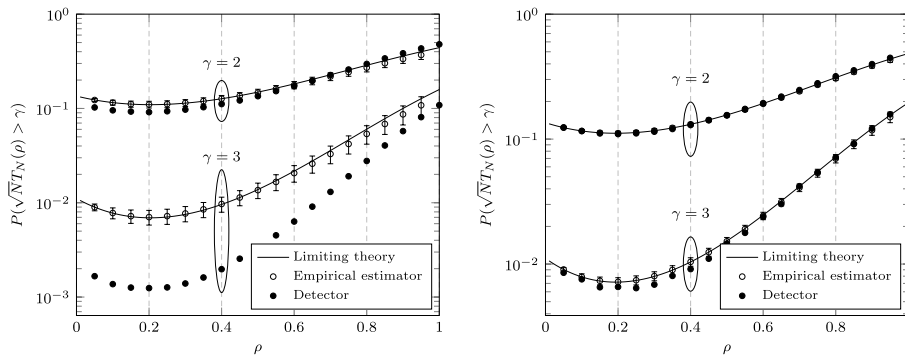 10^0
10^{-1}
10^{-2}
10^{-3}
P(√N T_N(ρ) > γ)
γ = 2
γ = 3
Limiting theory
Empirical estimator
Detector
0 0.2 0.4 0.6 0.8 1
ρ
10^0
10^{-1}
10^{-2}
P(√N T_N(ρ) > γ)
γ = 2
γ = 3
Limiting theory
Empirical estimator
Detector
0 0.2 0.4 0.6 0.8
ρ